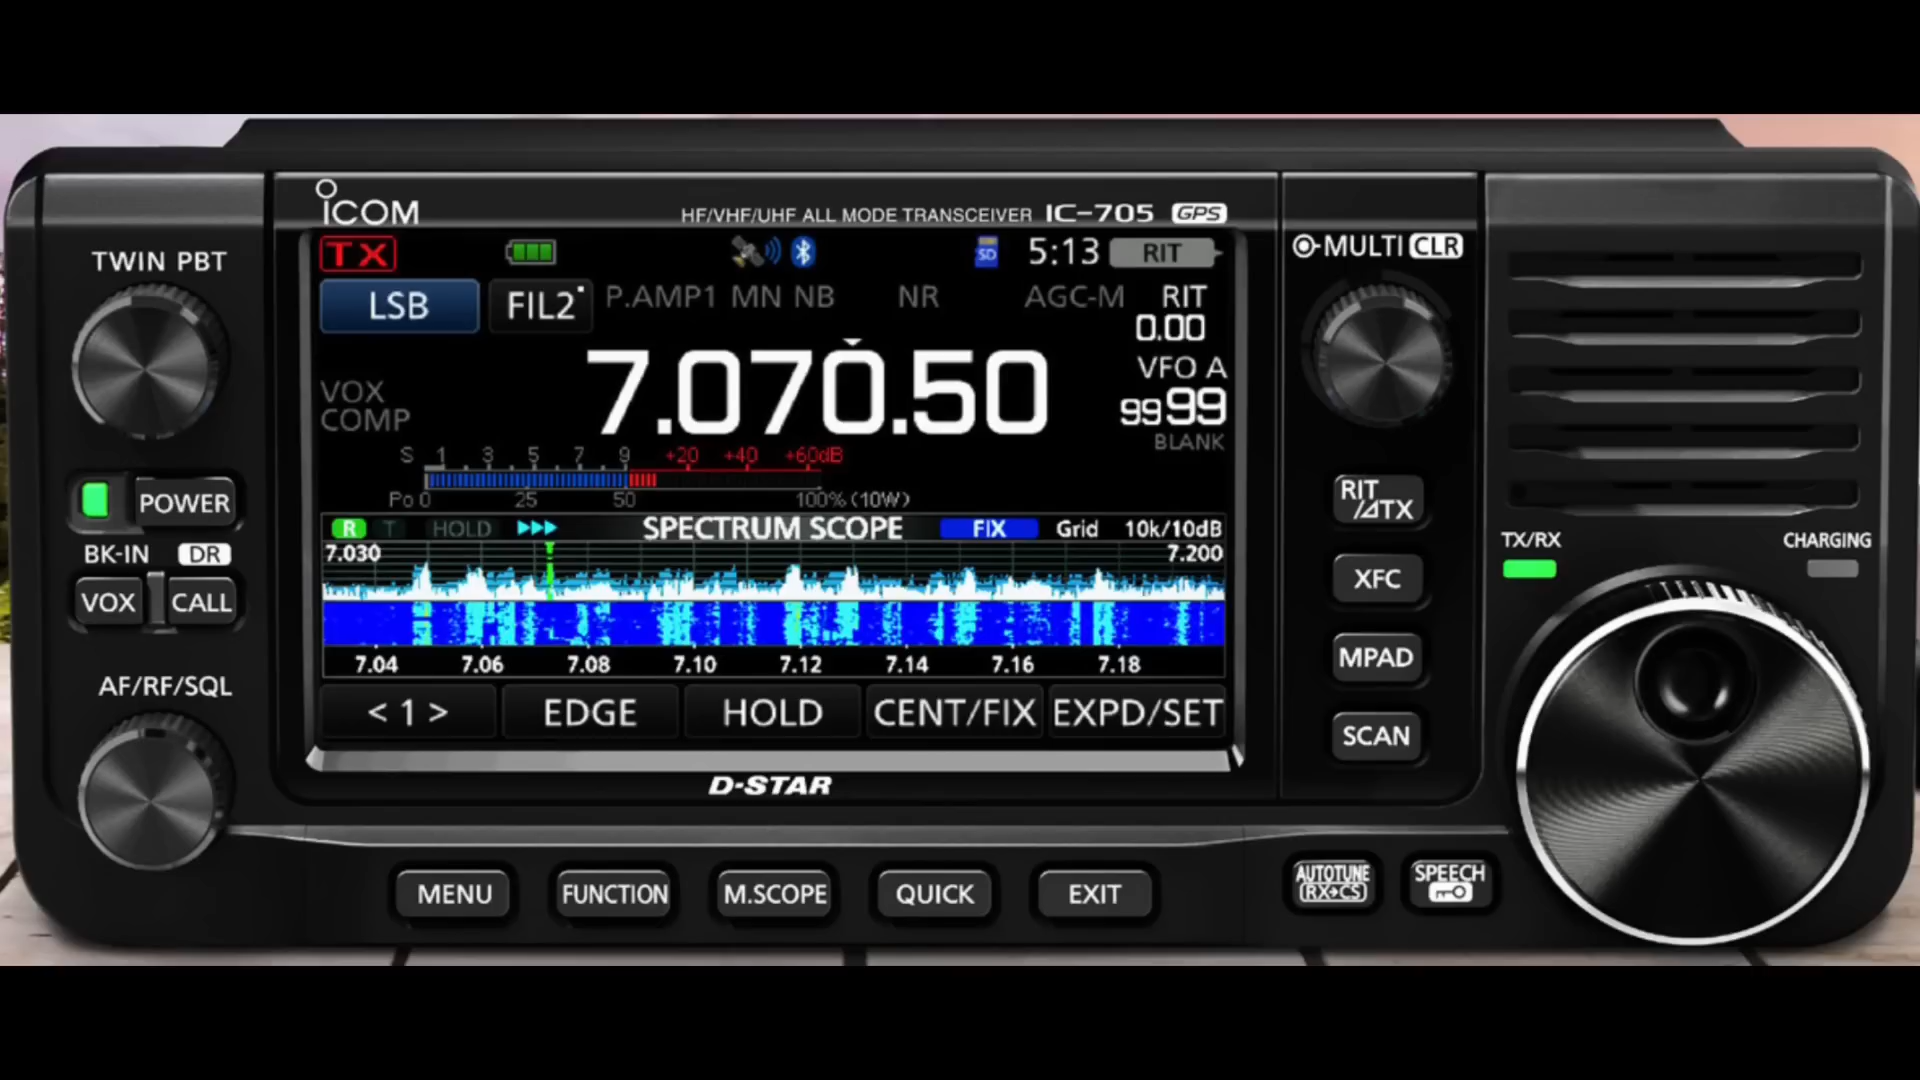 ICOM
HF/VHF/UHF ALL MODE TRANSCEIVER IC-705 GPS
TWIN PBT
TX
5:13
RIT
LSB
FIL2
P.AMP1 MN NB NR AGC-M
RIT
0.00
7.070.50
VFO A
9999
BLANK
VOX
COMP
S 1 3 5 7 9 +20 +40 +60dB
Po 0 25 50 100% (10W)
R T HOLD SPECTRUM SCOPE FIX Grid 10k/10dB
7.030 7.200
7.04 7.06 7.08 7.10 7.12 7.14 7.16 7.18
< 1 > EDGE HOLD CENT/FIX EXPD/SET
D-STAR
POWER
BK-IN DR
VOX CALL
AF/RF/SQL
MULTI CLR
RIT/⊿TX
XFC
MPAD
SCAN
TX/RX
CHARGING
MENU FUNCTION M.SCOPE QUICK EXIT
AUTOTUNE
RX→CS
SPEECH
SD